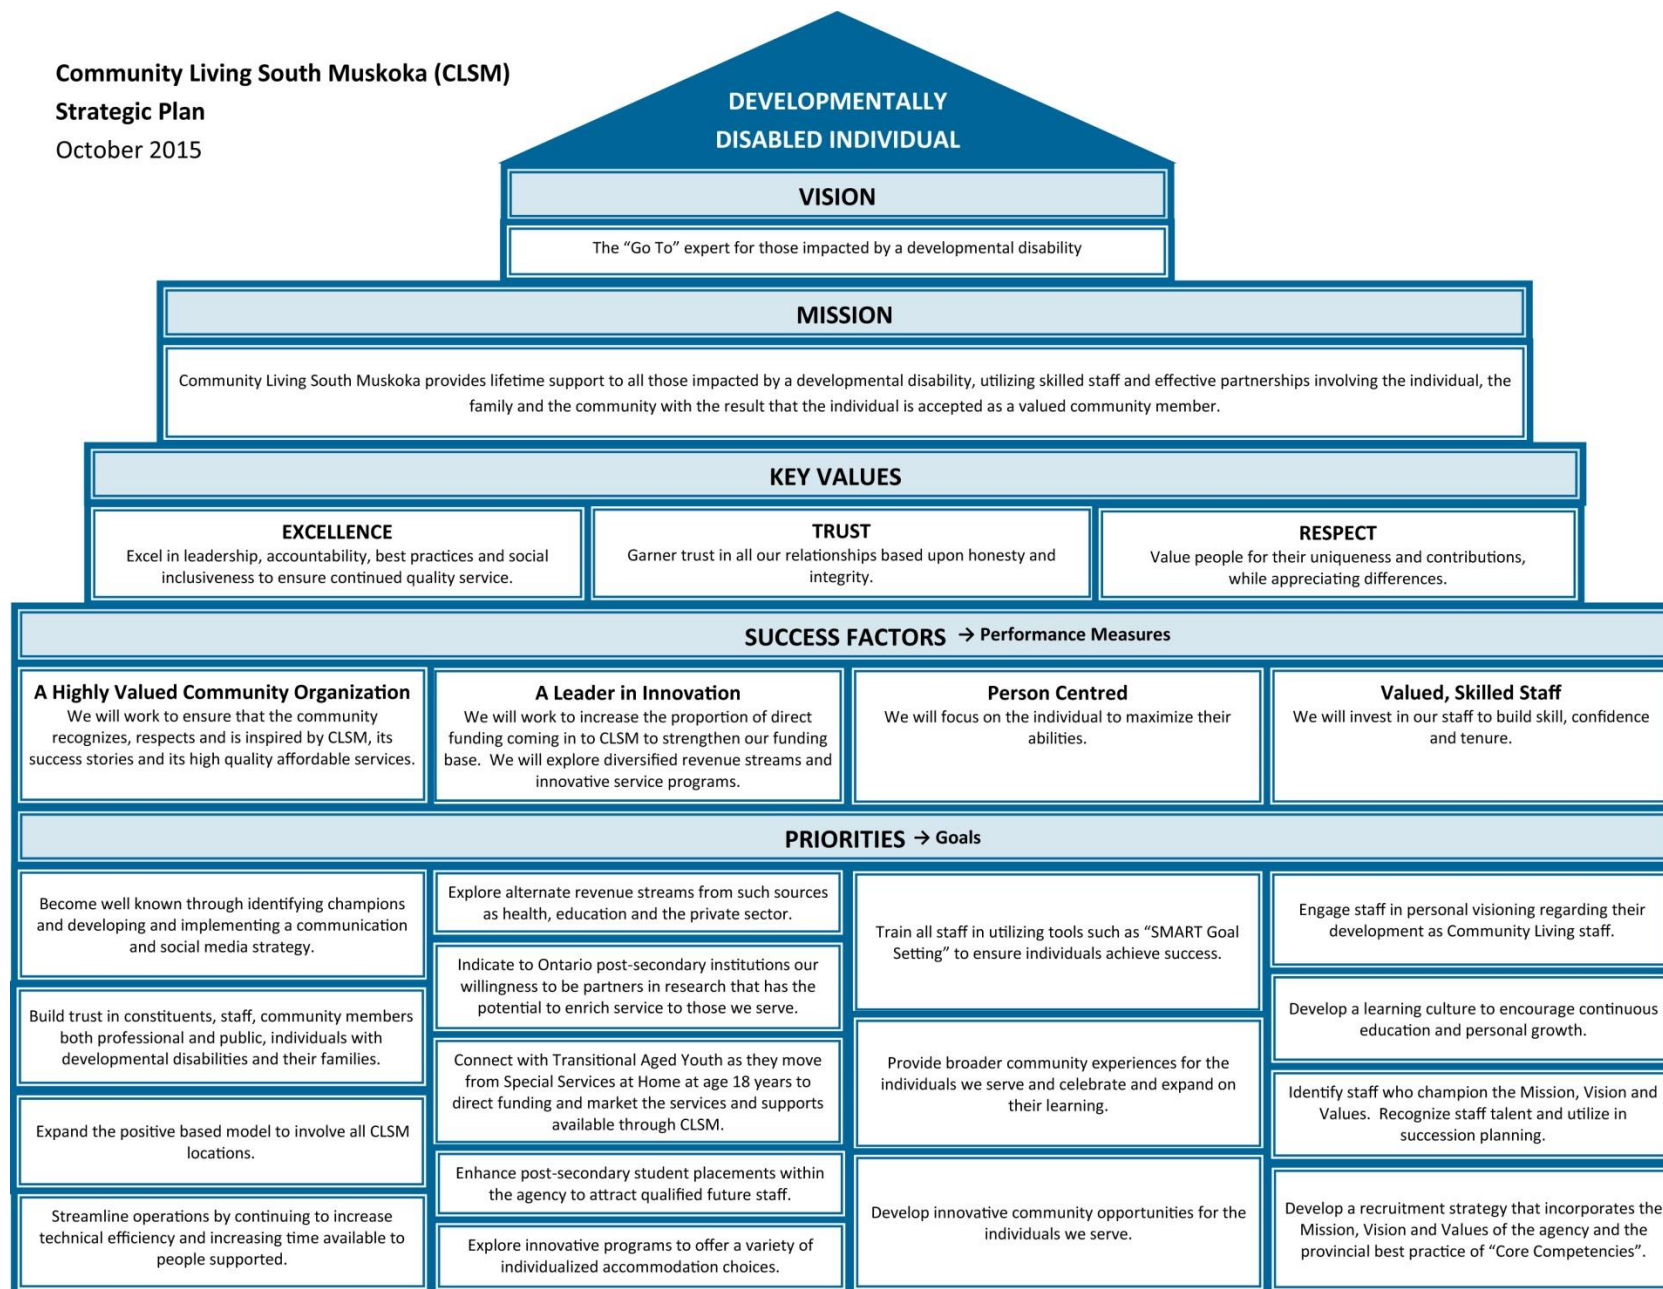 Community Living South Muskoka (CLSM)
Strategic Plan
October 2015
DEVELOPMENTALLY
DISABLED INDIVIDUAL
VISION
The “Go To” expert for those impacted by a developmental disability
MISSION
Community Living South Muskoka provides lifetime support to all those impacted by a developmental disability, utilizing skilled staff and effective partnerships involving the individual, the
family and the community with the result that the individual is accepted as a valued community member.
KEY VALUES
EXCELLENCE
Excel in leadership, accountability, best practices and social
inclusiveness to ensure continued quality service.
TRUST
Garner trust in all our relationships based upon honesty and
integrity.
RESPECT
Value people for their uniqueness and contributions,
while appreciating differences.
SUCCESS FACTORS → Performance Measures
A Highly Valued Community Organization
We will work to ensure that the community
recognizes, respects and is inspired by CLSM, its
success stories and its high quality affordable services.
A Leader in Innovation
We will work to increase the proportion of direct
funding coming in to CLSM to strengthen our funding
base.  We will explore diversified revenue streams and
innovative service programs.
Person Centred
We will focus on the individual to maximize their
abilities.
Valued, Skilled Staff
We will invest in our staff to build skill, confidence
and tenure.
PRIORITIES → Goals
Become well known through identifying champions
and developing and implementing a communication
and social media strategy.
Build trust in constituents, staff, community members
both professional and public, individuals with
developmental disabilities and their families.
Expand the positive based model to involve all CLSM
locations.
Streamline operations by continuing to increase
technical efficiency and increasing time available to
people supported.
Explore alternate revenue streams from such sources
as health, education and the private sector.
Indicate to Ontario post-secondary institutions our
willingness to be partners in research that has the
potential to enrich service to those we serve.
Connect with Transitional Aged Youth as they move
from Special Services at Home at age 18 years to
direct funding and market the services and supports
available through CLSM.
Enhance post-secondary student placements within
the agency to attract qualified future staff.
Explore innovative programs to offer a variety of
individualized accommodation choices.
Train all staff in utilizing tools such as “SMART Goal
Setting” to ensure individuals achieve success.
Provide broader community experiences for the
individuals we serve and celebrate and expand on
their learning.
Develop innovative community opportunities for the
individuals we serve.
Engage staff in personal visioning regarding their
development as Community Living staff.
Develop a learning culture to encourage continuous
education and personal growth.
Identify staff who champion the Mission, Vision and
Values.  Recognize staff talent and utilize in
succession planning.
Develop a recruitment strategy that incorporates the
Mission, Vision and Values of the agency and the
provincial best practice of “Core Competencies”.